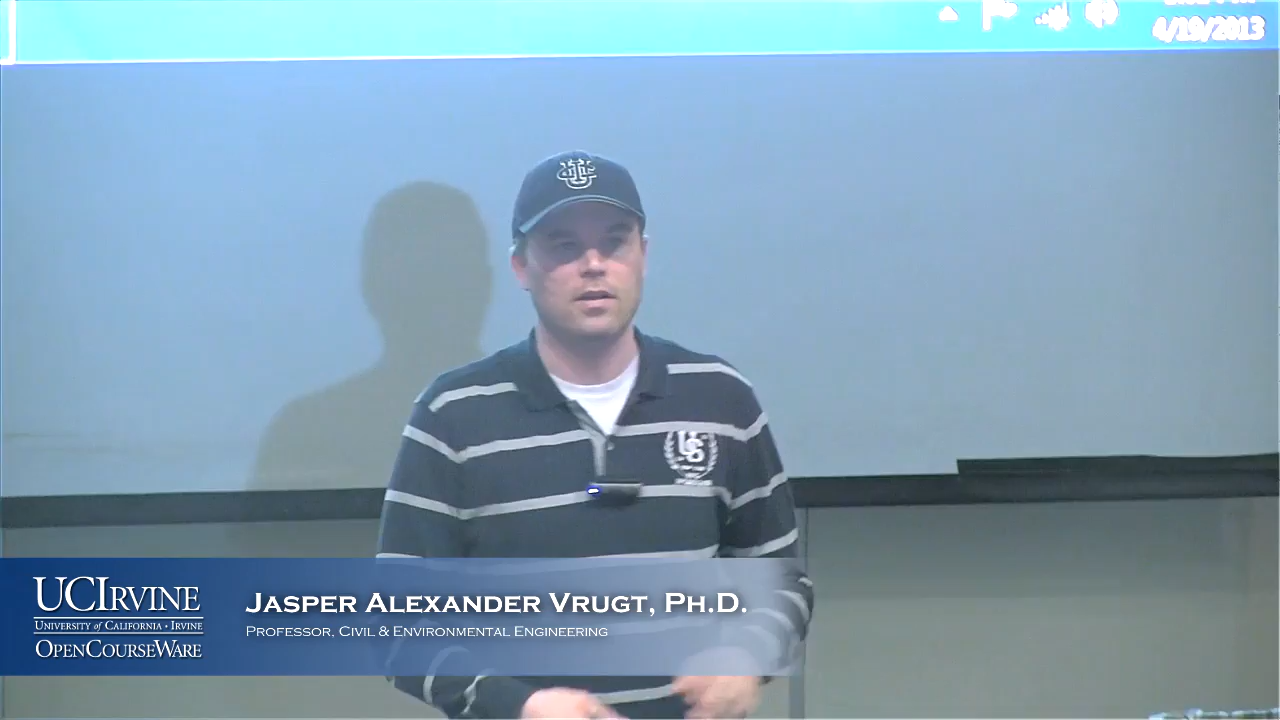 4/19/2013
UCIRVINE
UNIVERSITY of CALIFORNIA • IRVINE
OPENCOURSEWARE
JASPER ALEXANDER VRUGT, PH.D.
PROFESSOR, CIVIL & ENVIRONMENTAL ENGINEERING